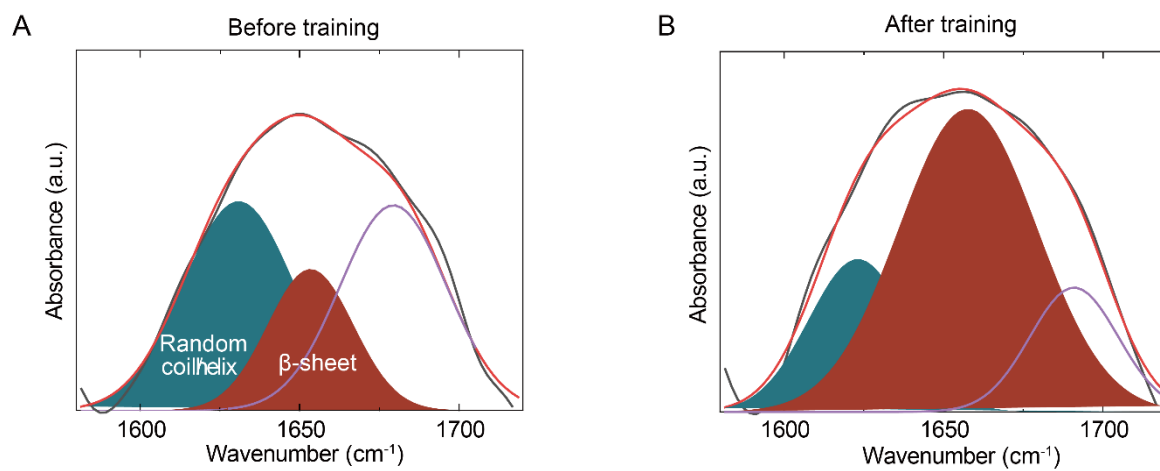 A
Before training
Absorbance (a.u.)
Random
coil/helix
β-sheet
1600
1650
1700
Wavenumber (cm⁻¹)
B
After training
Absorbance (a.u.)
1600
1650
1700
Wavenumber (cm⁻¹)